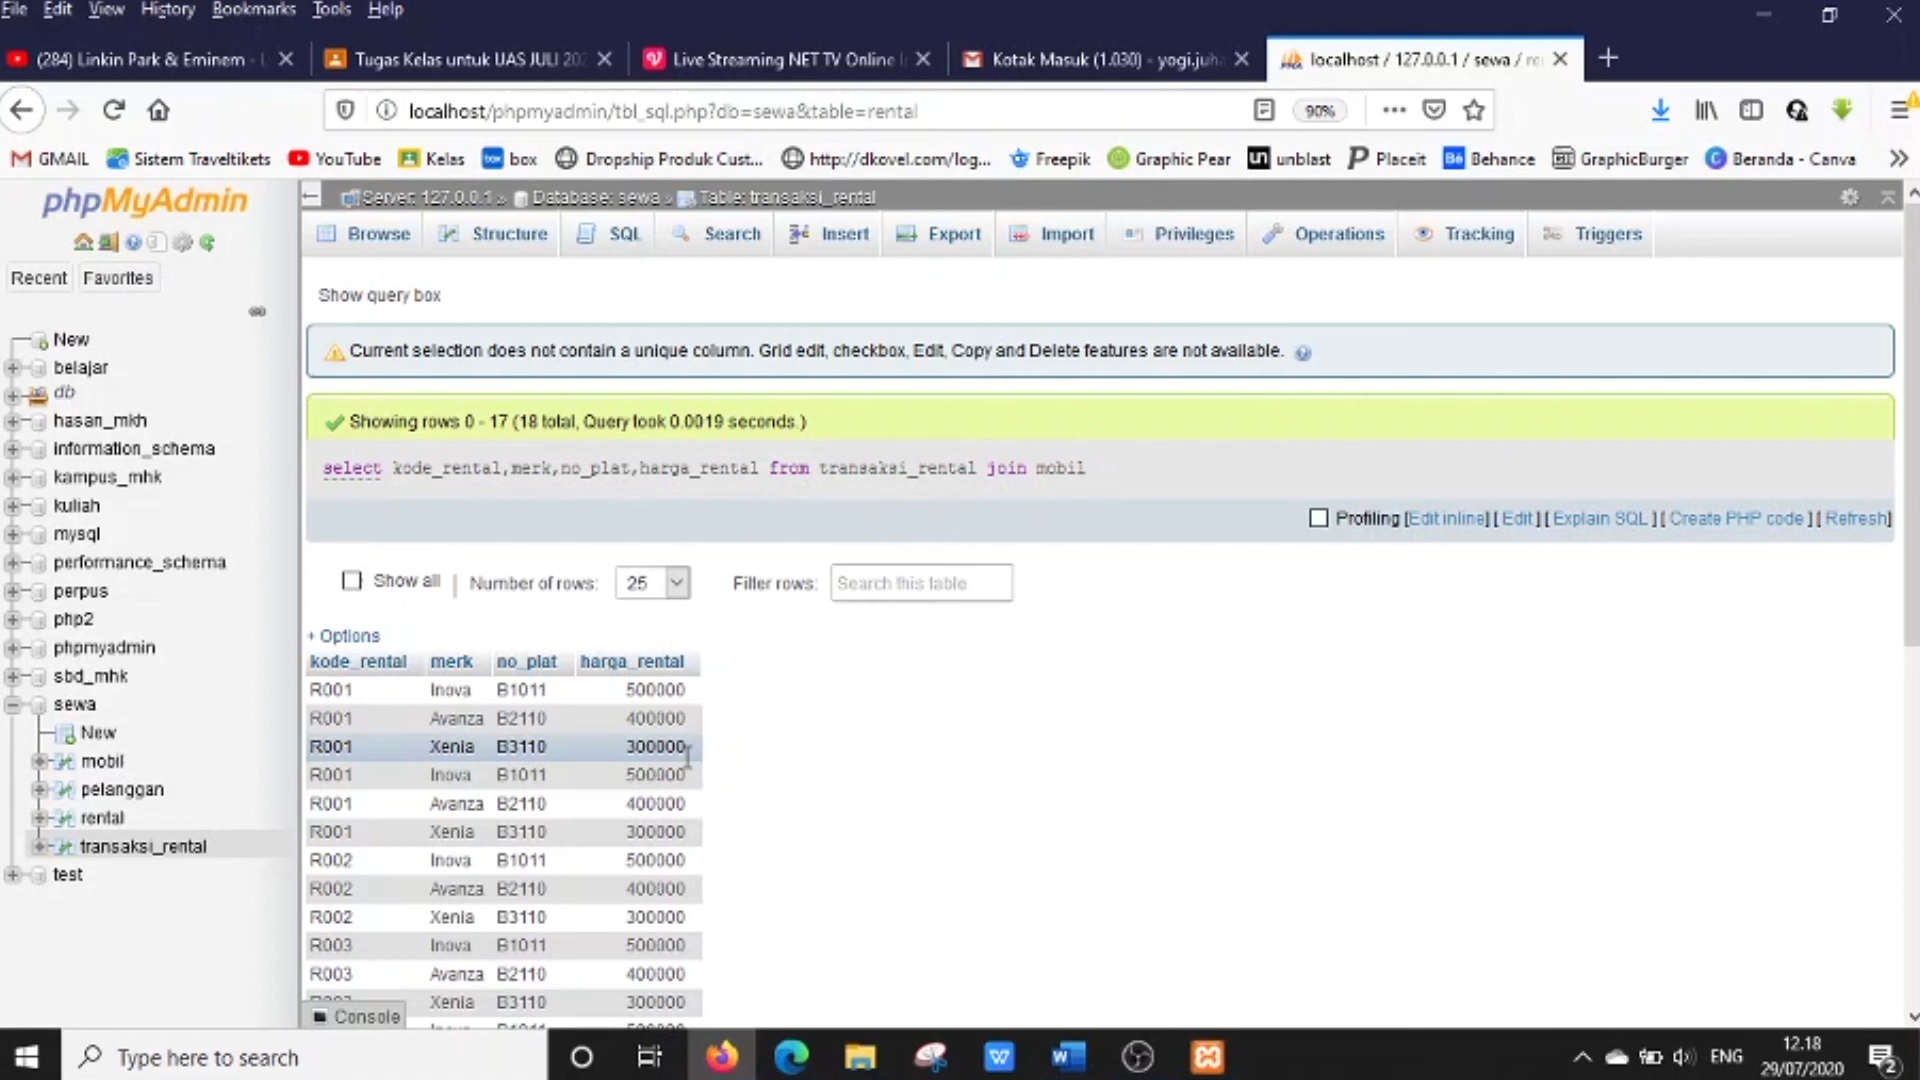 File Edit View History Bookmarks Tools Help
(284) Linkin Park & Eminem - Tugas Kelas untuk UAS JULI 202 Live Streaming NET TV Online Kotak Masuk (1.030) - yogi.juha localhost / 127.0.0.1 / sewa / re
localhost/phpmyadmin/tbl_sql.php?db=sewa&table=rental 90%
GMAIL Sistem Traveltikets YouTube Kelas box Dropship Produk Cust... http://dkovel.com/log... Freepik Graphic Pear unblast Placeit Behance GraphicBurger Beranda - Canva
phpMyAdmin
Recent Favorites
New
belajar
db
hasan_mkh
information_schema
kampus_mhk
kuliah
mysql
performance_schema
perpus
php2
phpmyadmin
sbd_mhk
sewa
New
mobil
pelanggan
rental
transaksi_rental
test
Server: 127.0.0.1 » Database: sewa » Table: transaksi_rental
Browse Structure SQL Search Insert Export Import Privileges Operations Tracking Triggers
Show query box
Current selection does not contain a unique column. Grid edit, checkbox, Edit, Copy and Delete features are not available.
Showing rows 0 - 17 (18 total, Query took 0.0019 seconds.)
select kode_rental,merk,no_plat,harga_rental from transaksi_rental join mobil
Profiling [Edit inline] [ Edit ] [ Explain SQL ] [ Create PHP code ] [ Refresh]
Show all | Number of rows: 25 Filter rows: Search this table
+ Options
kode_rental merk no_plat harga_rental
R001 Inova B1011 500000
R001 Avanza B2110 400000
R001 Xenia B3110 300000
R001 Inova B1011 500000
R001 Avanza B2110 400000
R001 Xenia B3110 300000
R002 Inova B1011 500000
R002 Avanza B2110 400000
R002 Xenia B3110 300000
R003 Inova B1011 500000
R003 Avanza B2110 400000
Xenia B3110 300000
Console
Type here to search
ENG
12.18
29/07/2020
2